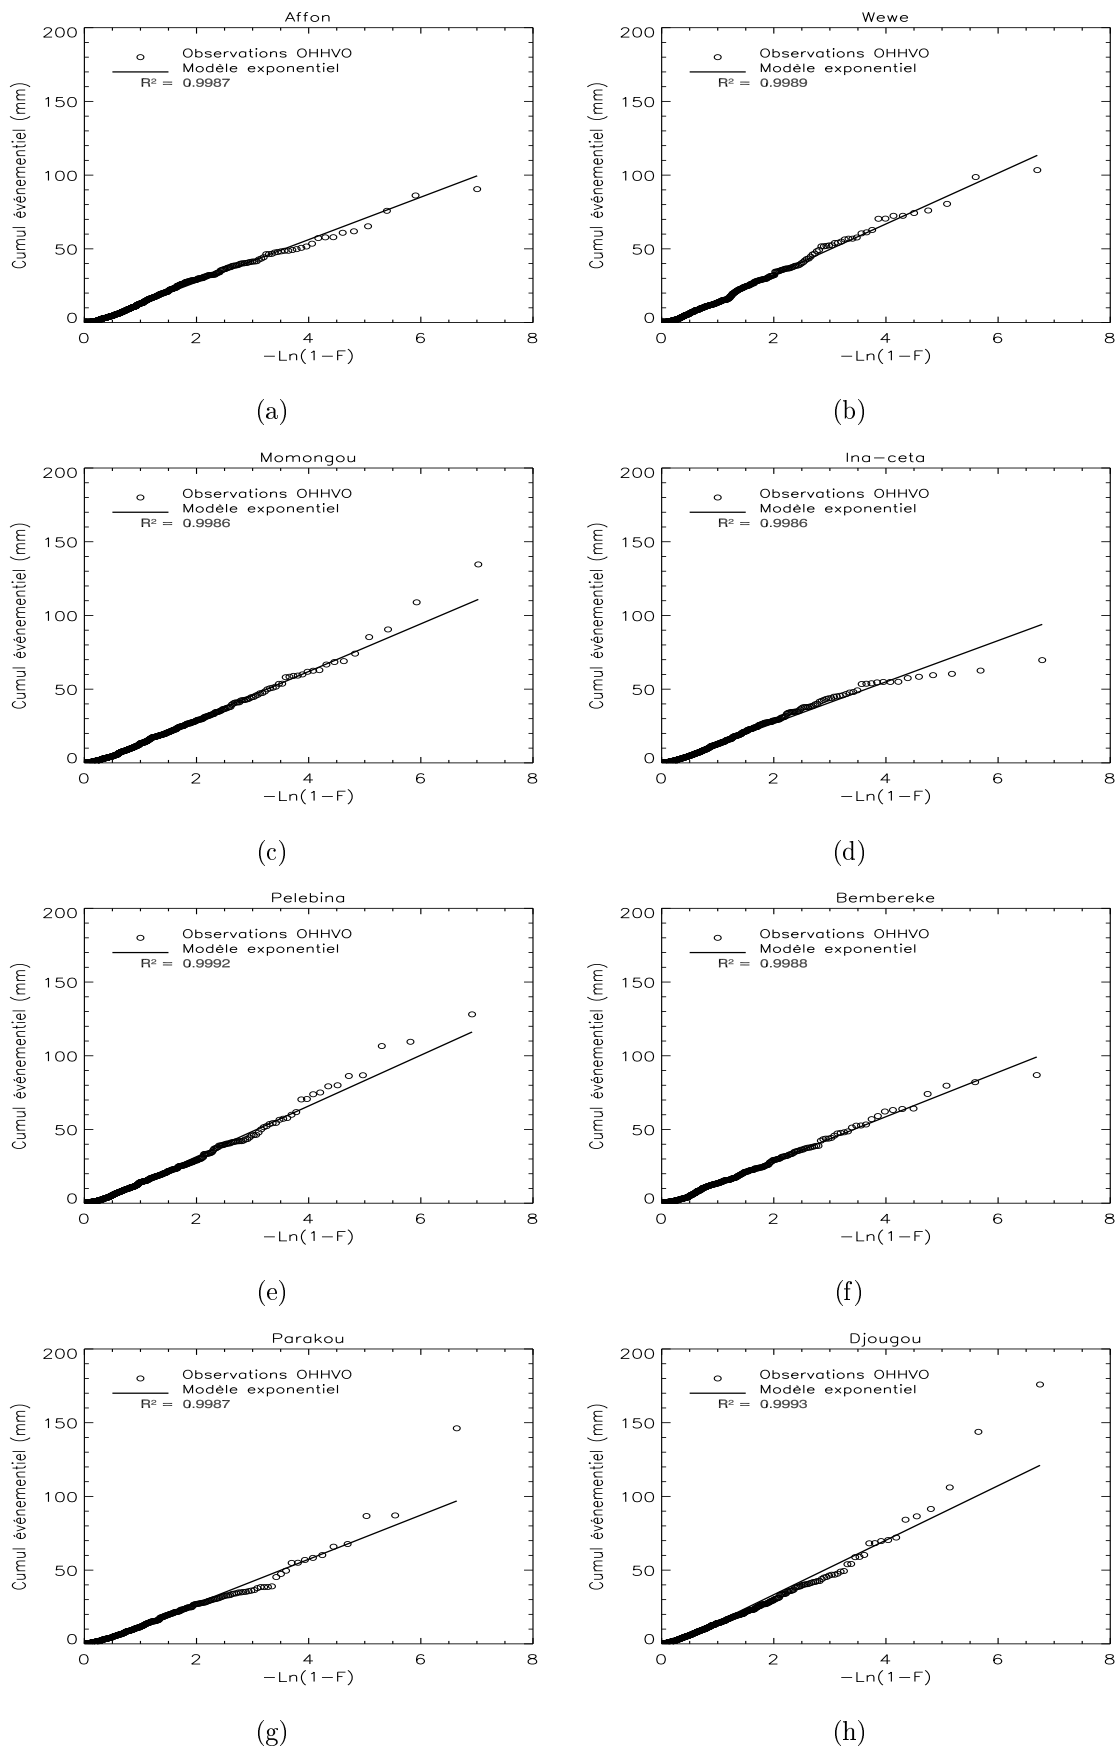 Affon
200
150
100
50
0
Cumul événementiel (mm)
Observations OHHVO
Modèle exponentiel
R² = 0.9987
0 2 4 6 8
−Ln(1−F)
(a)
Wewe
200
150
100
50
0
Cumul événementiel (mm)
Observations OHHVO
Modèle exponentiel
R² = 0.9989
0 2 4 6 8
−Ln(1−F)
(b)
Momongou
200
150
100
50
0
Cumul événementiel (mm)
Observations OHHVO
Modèle exponentiel
R² = 0.9986
0 2 4 6 8
−Ln(1−F)
(c)
Ina−ceta
200
150
100
50
0
Cumul événementiel (mm)
Observations OHHVO
Modèle exponentiel
R² = 0.9986
0 2 4 6 8
−Ln(1−F)
(d)
Pelebina
200
150
100
50
0
Cumul événementiel (mm)
Observations OHHVO
Modèle exponentiel
R² = 0.9992
0 2 4 6 8
−Ln(1−F)
(e)
Bembereke
200
150
100
50
0
Cumul événementiel (mm)
Observations OHHVO
Modèle exponentiel
R² = 0.9988
0 2 4 6 8
−Ln(1−F)
(f)
Parakou
200
150
100
50
0
Cumul événementiel (mm)
Observations OHHVO
Modèle exponentiel
R² = 0.9987
0 2 4 6 8
−Ln(1−F)
(g)
Djougou
200
150
100
50
0
Cumul événementiel (mm)
Observations OHHVO
Modèle exponentiel
R² = 0.9993
0 2 4 6 8
−Ln(1−F)
(h)